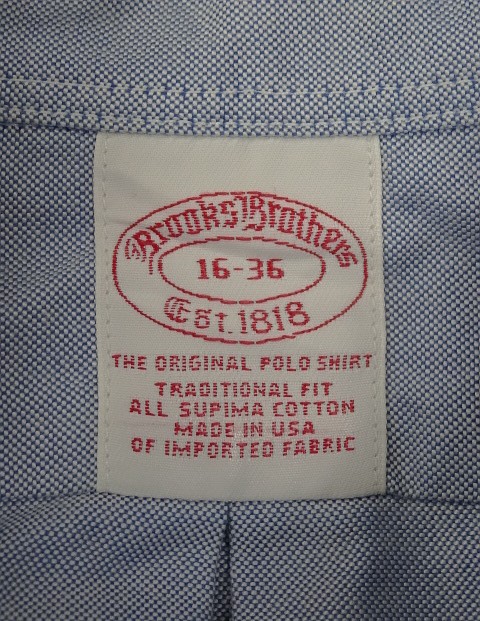 Brooks Brothers
16-36
Est. 1818
THE ORIGINAL POLO SHIRT
TRADITIONAL FIT
ALL SUPIMA COTTON
MADE IN USA
OF IMPORTED FABRIC